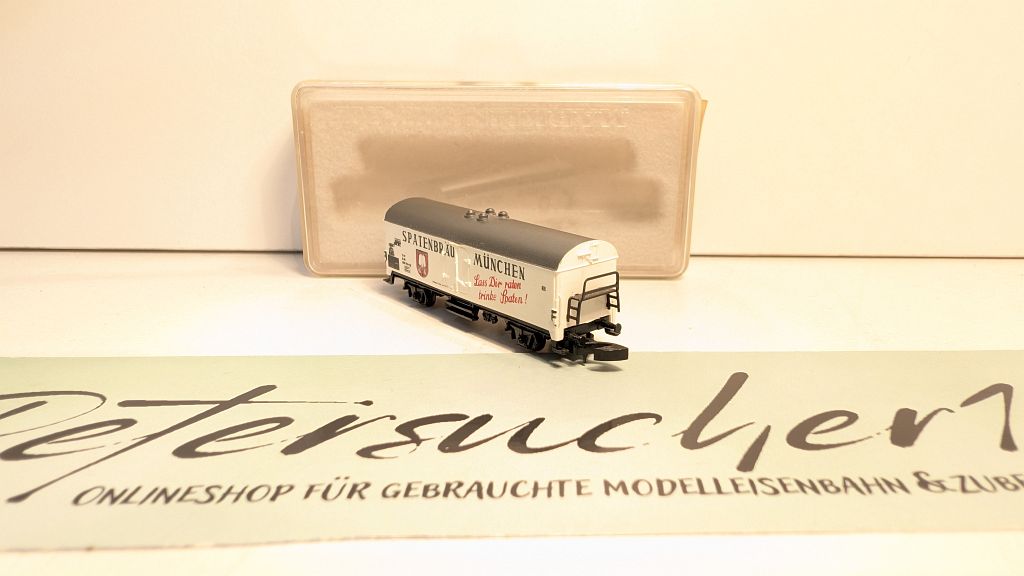 SPATENBRÄU MÜNCHEN
Lass Dir raten
trinke Spaten!
Petersucher
ONLINESHOP FÜR GEBRAUCHTE MODELLEISENBAHN & ZUBE